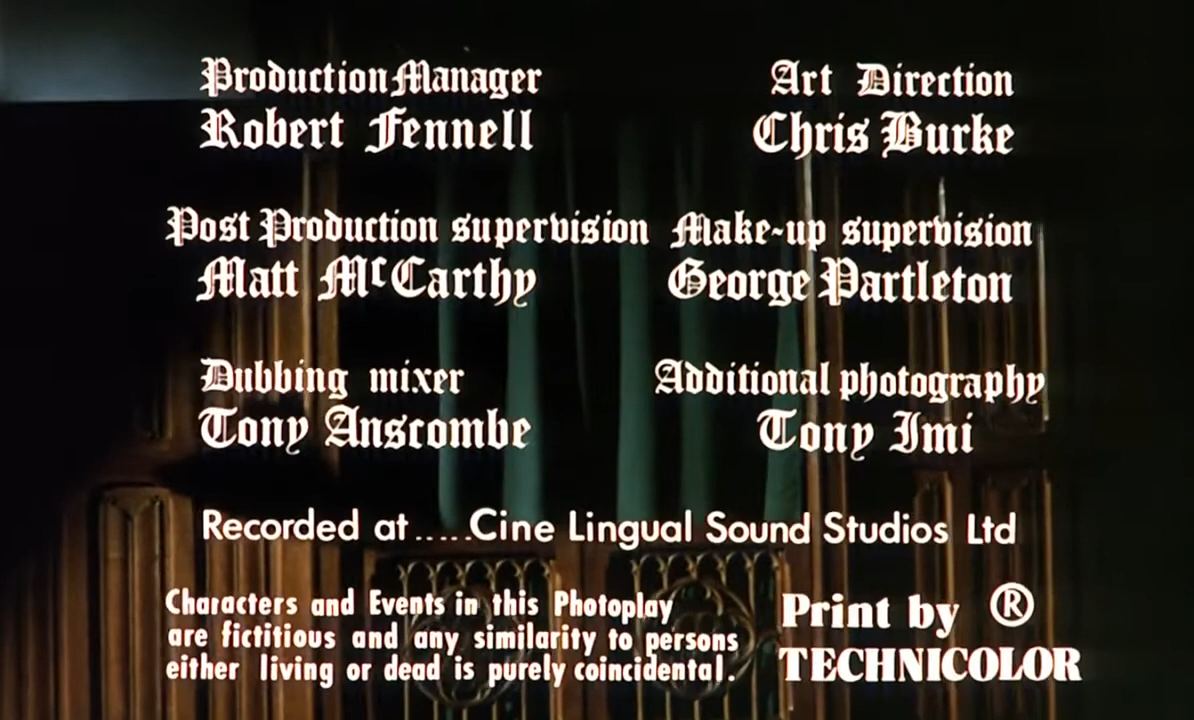 Production Manager
Robert Fennell
Art Direction
Chris Burke
Post Production supervision
Matt McCarthy
Make-up supervision
George Partleton
Dubbing mixer
Tony Anscombe
Additional photography
Tony Imi
Recorded at.....Cine Lingual Sound Studios Ltd
Characters and Events in this Photoplay
are fictitious and any similarity to persons
either living or dead is purely coincidental.
Print by ®
TECHNICOLOR